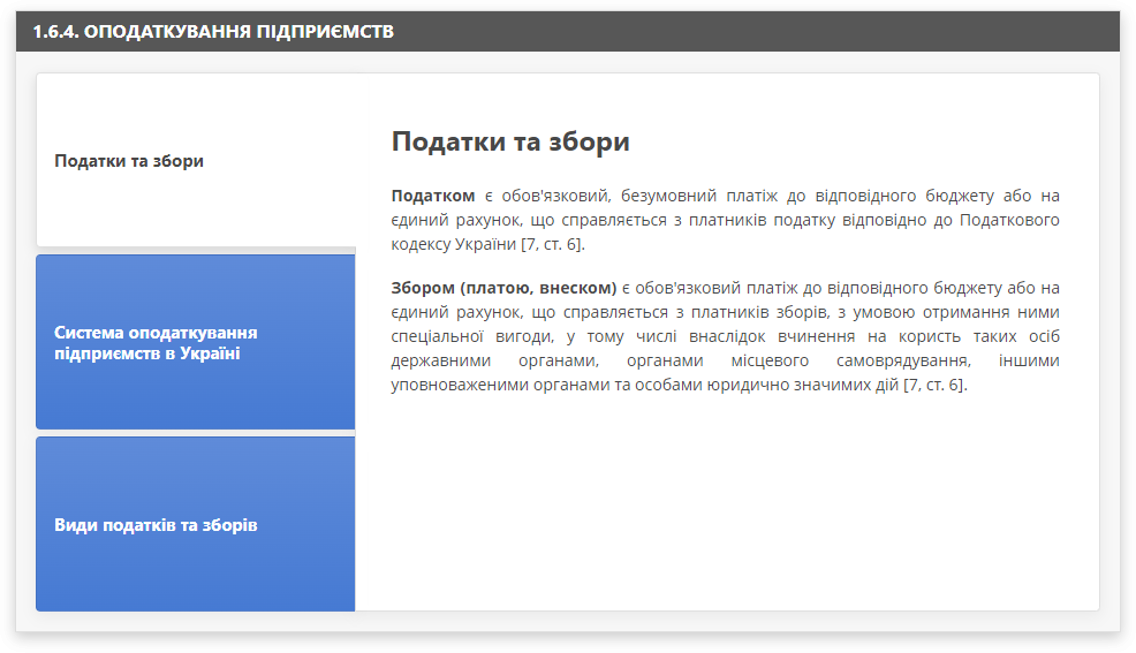 1.6.4. ОПОДАТКУВАННЯ ПІДПРИЄМСТВ
Податки та збори
Система оподаткування
підприємств в Україні
Види податків та зборів
Податки та збори
Податком є обов'язковий, безумовний платіж до відповідного бюджету або на
єдиний рахунок, що справляється з платників податку відповідно до Податкового
кодексу України [7, ст. 6].
Збором (платою, внеском) є обов'язковий платіж до відповідного бюджету або на
єдиний рахунок, що справляється з платників зборів, з умовою отримання ними
спеціальної вигоди, у тому числі внаслідок вчинення на користь таких осіб
державними органами, органами місцевого самоврядування, іншими
уповноваженими органами та особами юридично значимих дій [7, ст. 6].